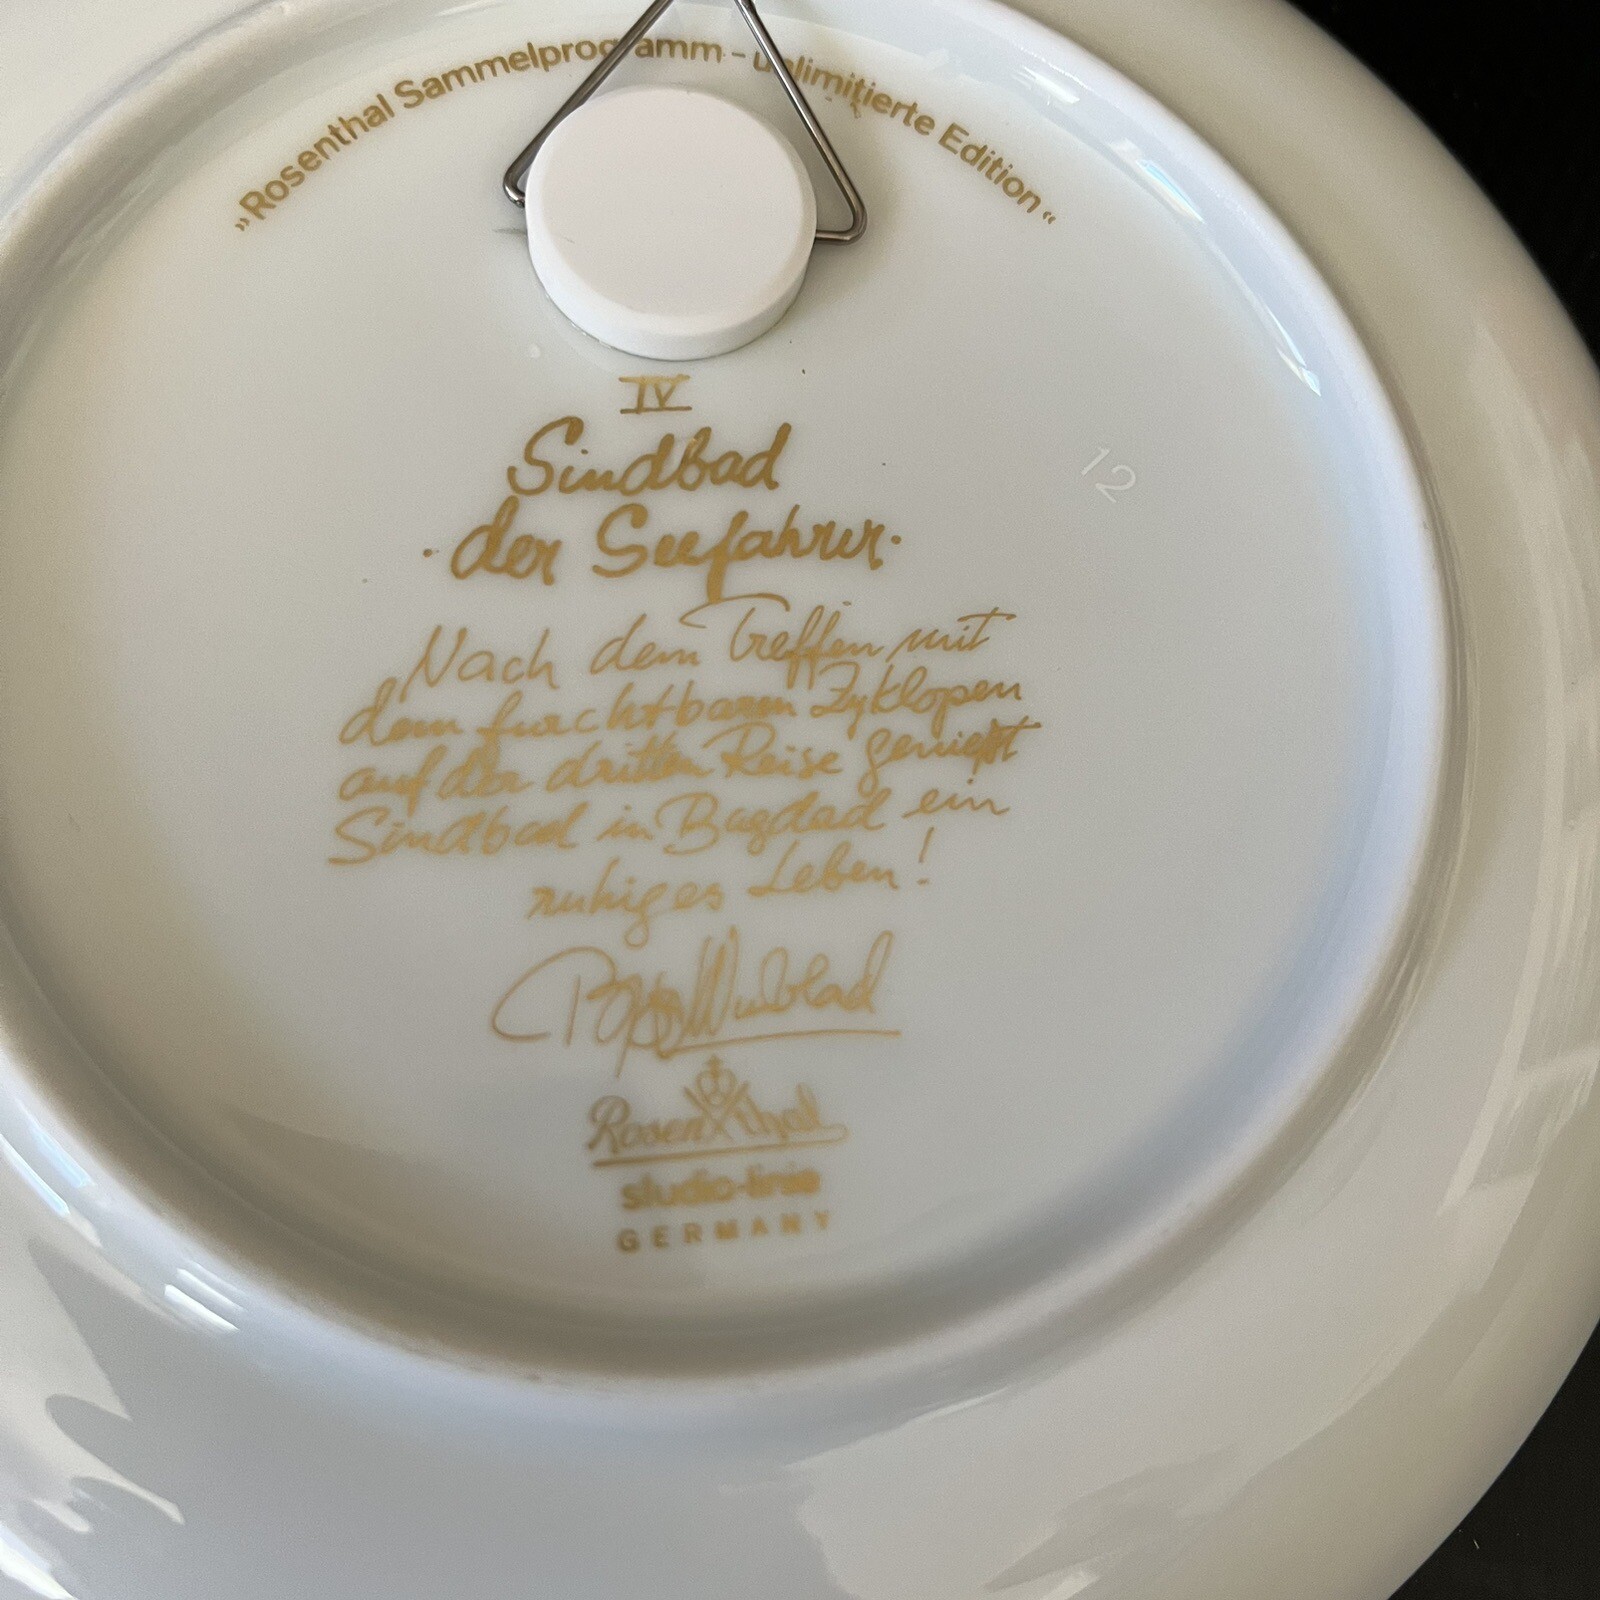 „Rosenthal Sammelprogramm - unlimitierte Edition“
IV
Sindbad
· der Seefahrer ·
12
Nach dem Treffen mit
dem furchtbaren Zyklopen
auf der dritten Reise genießt
Sindbad in Bagdad ein
ruhiges Leben!
Wiinblad
Rosenthal
studio-linie
GERMANY